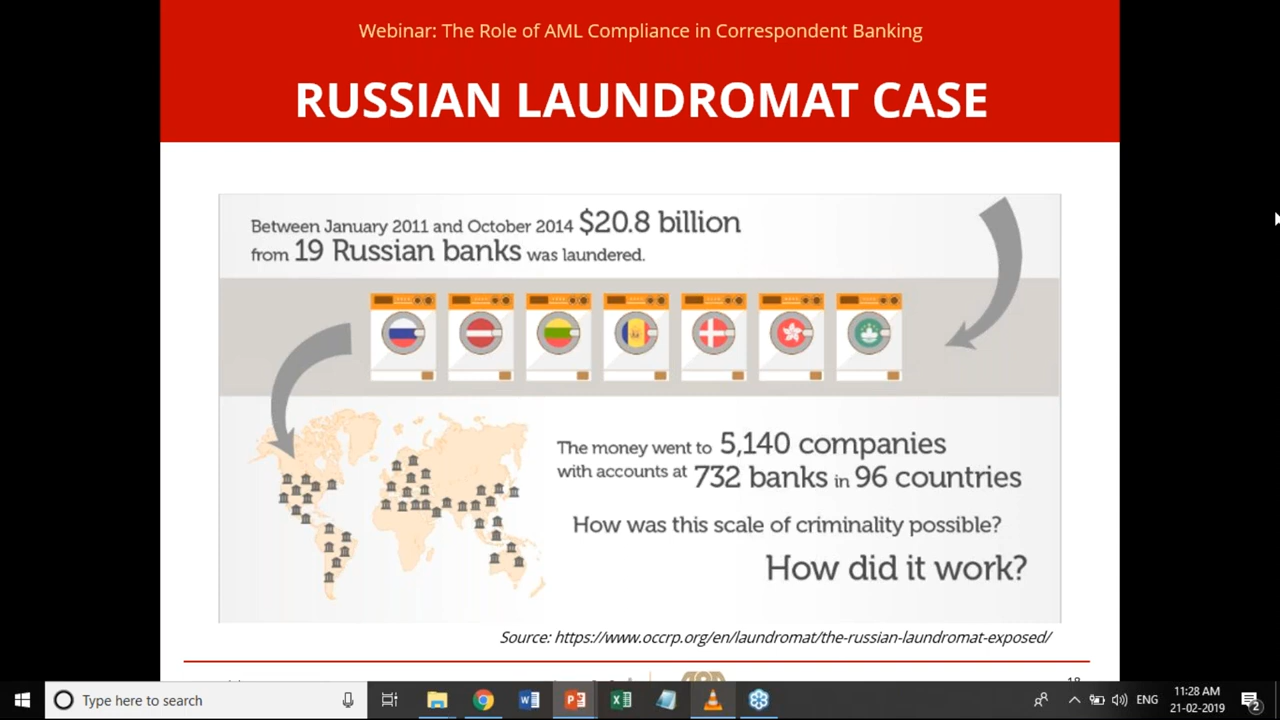 Webinar: The Role of AML Compliance in Correspondent Banking
RUSSIAN LAUNDROMAT CASE
Between January 2011 and October 2014 $20.8 billion
from 19 Russian banks was laundered.
The money went to 5,140 companies
with accounts at 732 banks in 96 countries
How was this scale of criminality possible?
How did it work?
Source: https://www.occrp.org/en/laundromat/the-russian-laundromat-exposed/
Type here to search
ENG
11:28 AM
21-02-2019
2